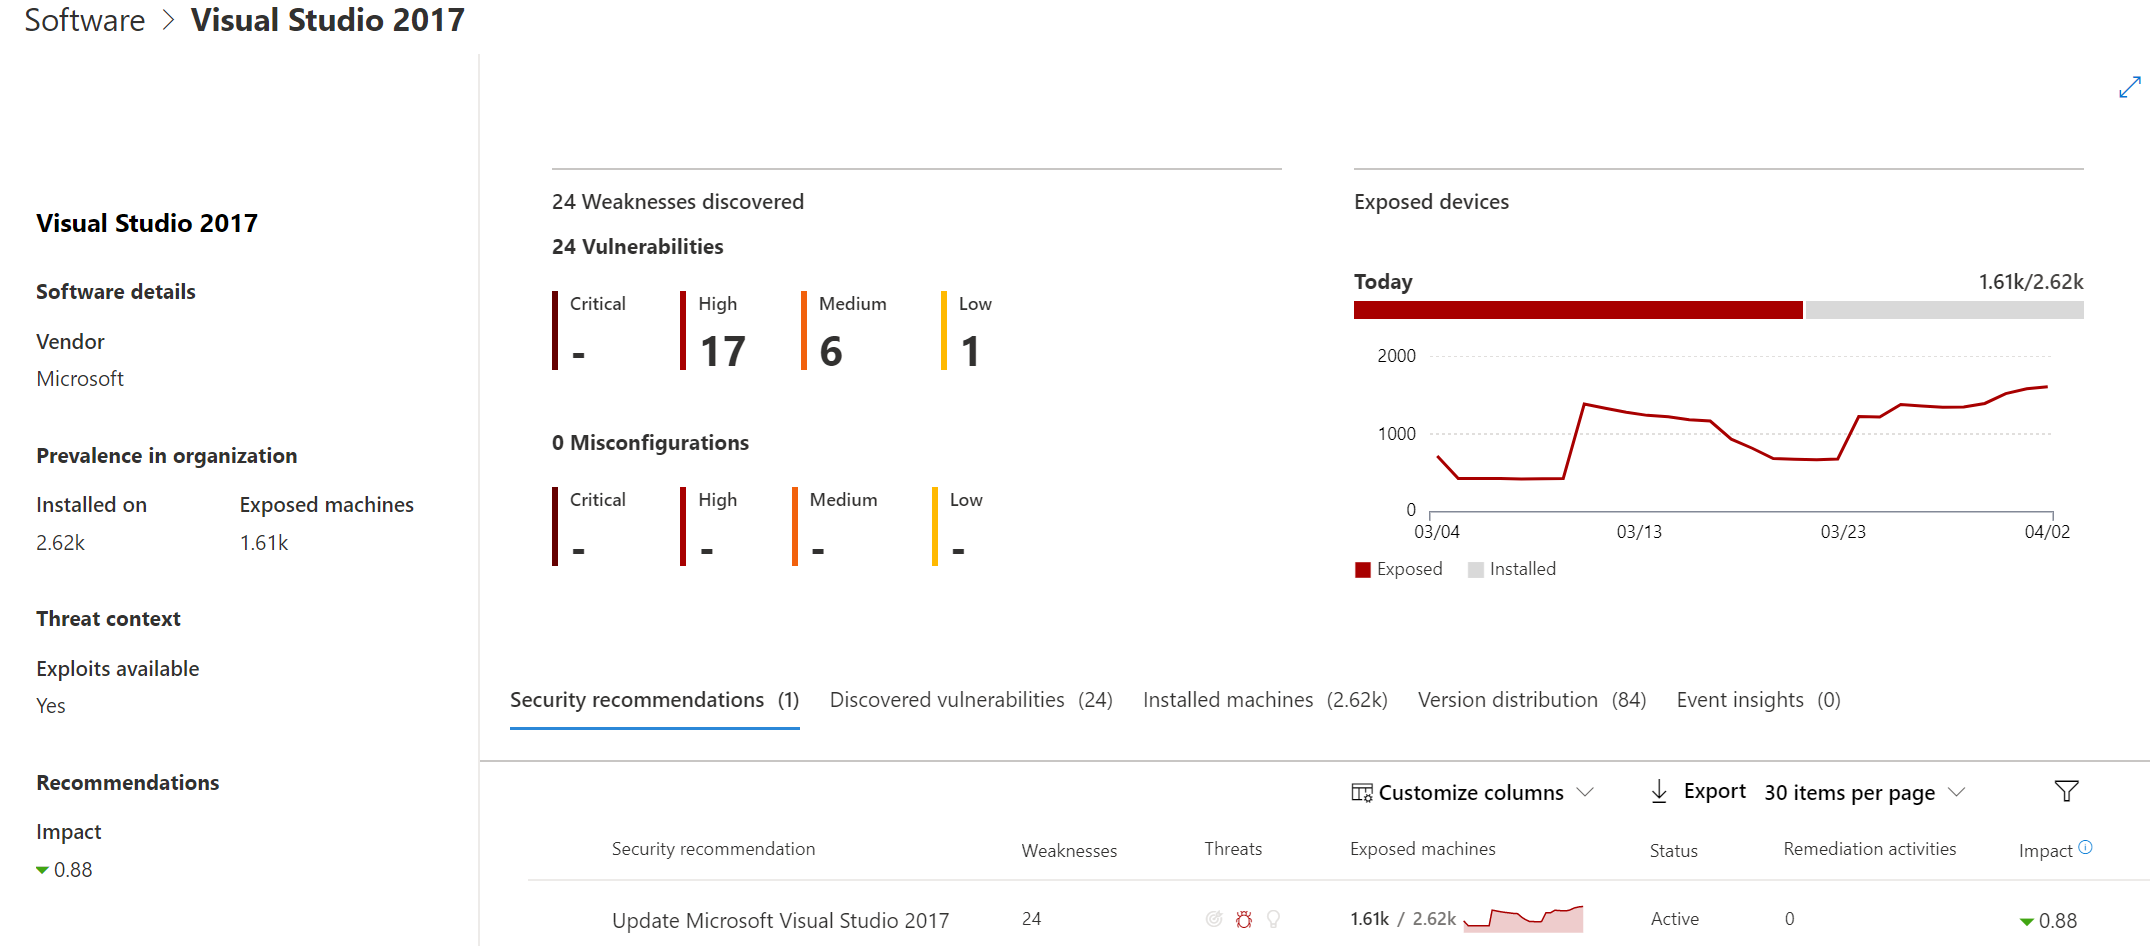 Software > Visual Studio 2017
Visual Studio 2017
Software details
Vendor
Microsoft
Prevalence in organization
Installed on Exposed machines
2.62k 1.61k
Threat context
Exploits available
Yes
Recommendations
Impact
0.88
24 Weaknesses discovered
24 Vulnerabilities
Critical High Medium Low
- 17 6 1
0 Misconfigurations
Critical High Medium Low
- - - -
Exposed devices
Today 1.61k/2.62k
2000
1000
0
03/04 03/13 03/23 04/02
Exposed Installed
Security recommendations (1) Discovered vulnerabilities (24) Installed machines (2.62k) Version distribution (84) Event insights (0)
Customize columns Export 30 items per page
Security recommendation Weaknesses Threats Exposed machines Status Remediation activities Impact
Update Microsoft Visual Studio 2017 24 1.61k / 2.62k Active 0 0.88